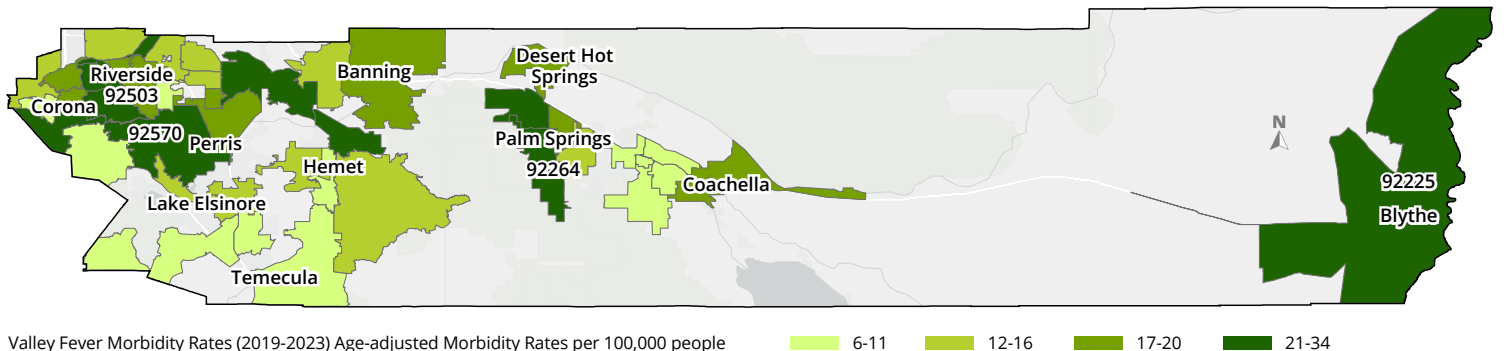 Desert Hot
Springs
Banning
Riverside
92503
Corona
92570
Perris
Palm Springs
92264
Hemet
Coachella
Lake Elsinore
Temecula
N
92225
Blythe
Valley Fever Morbidity Rates (2019-2023) Age-adjusted Morbidity Rates per 100,000 people
6-11
12-16
17-20
21-34